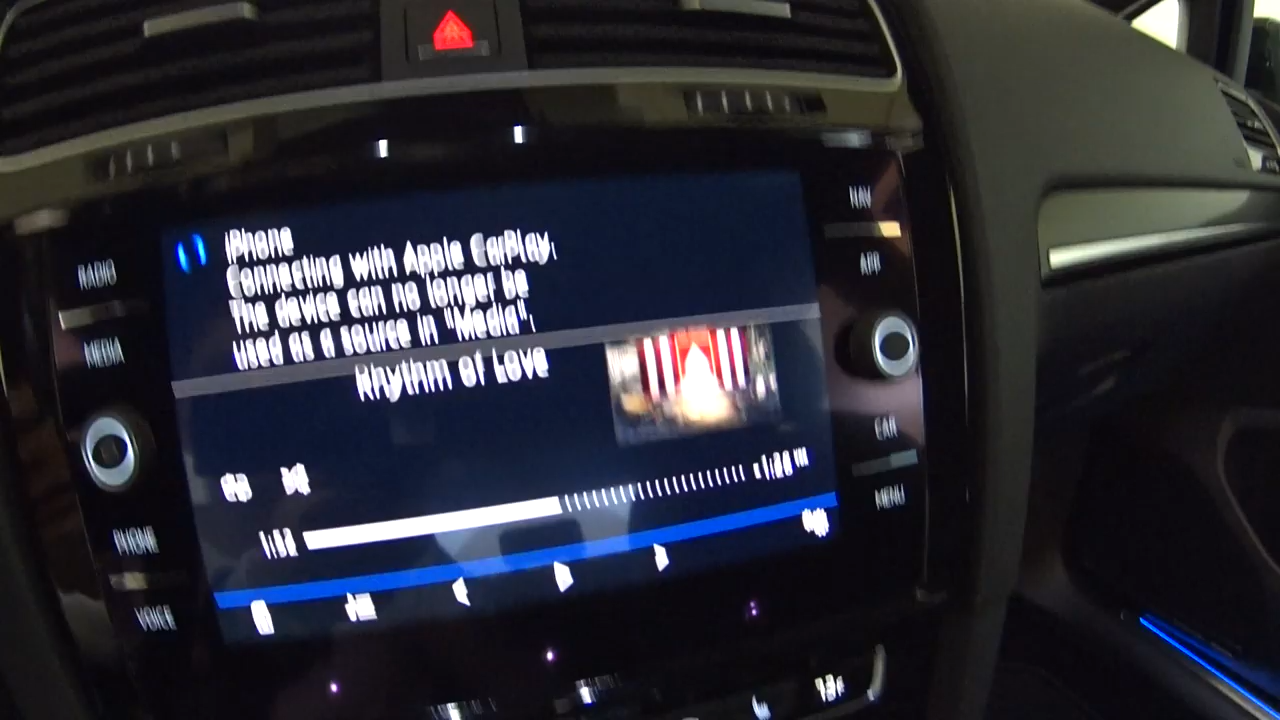 iPhone
Connecting with Apple CarPlay.
The device can no longer be
used as a source in "Media".
Rhythm of Love
RADIO
MEDIA
PHONE
VOICE
NAV
APP
CAR
MENU